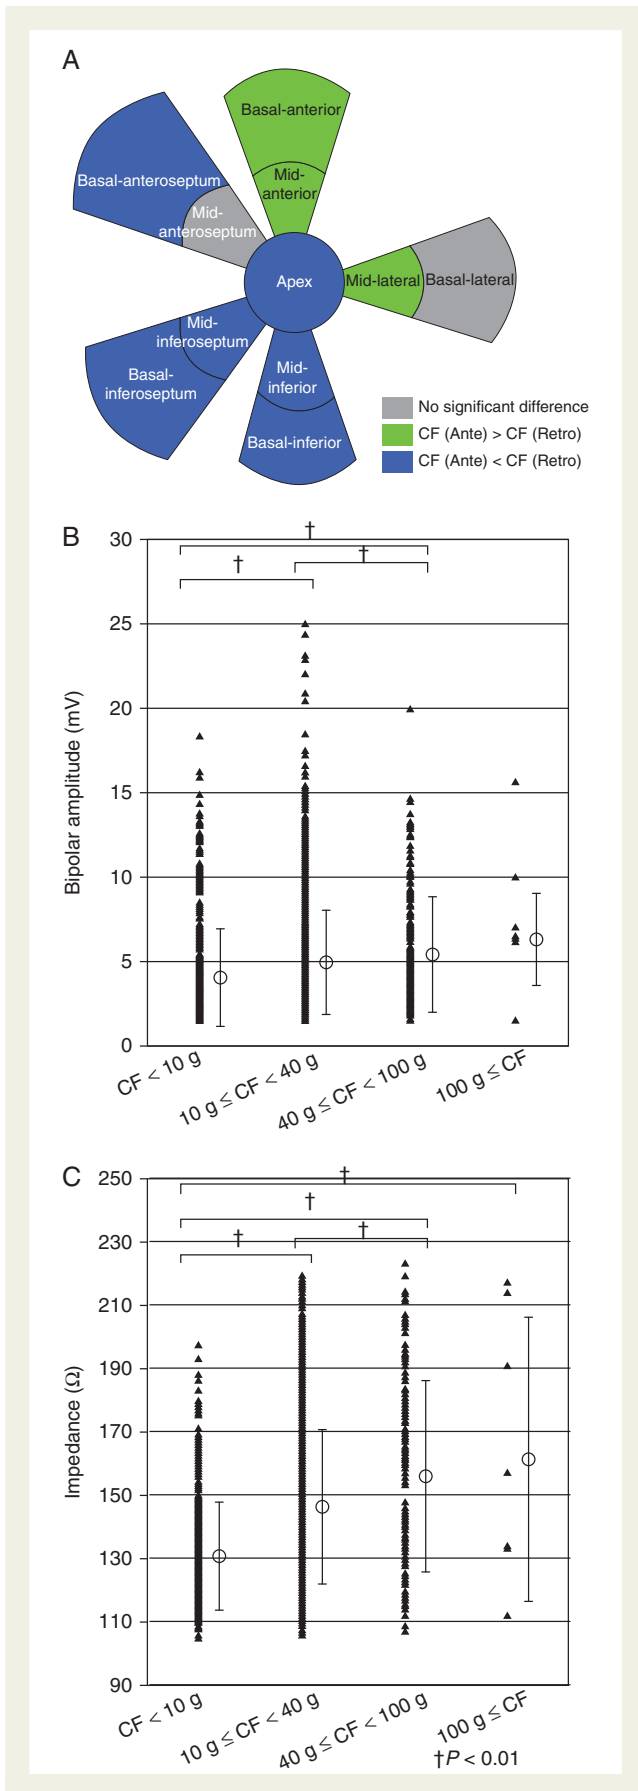 A
Basal-anterior
Mid-
anterior
Basal-anteroseptum
Mid-
anteroseptum
Apex
Mid-lateral
Basal-lateral
Mid-
inferoseptum
Basal-
inferoseptum
Mid-
inferior
Basal-inferior
No significant difference
CF (Ante) > CF (Retro)
CF (Ante) < CF (Retro)
B
Bipolar amplitude (mV)
30
25
20
15
10
5
0
†
†
†
CF < 10 g
10 g ≤ CF < 40 g
40 g ≤ CF < 100 g
100 g ≤ CF
C
Impedance (Ω)
250
230
210
190
170
150
130
110
90
†
†
†
†
CF < 10 g
10 g ≤ CF < 40 g
40 g ≤ CF < 100 g
100 g ≤ CF
†P < 0.01